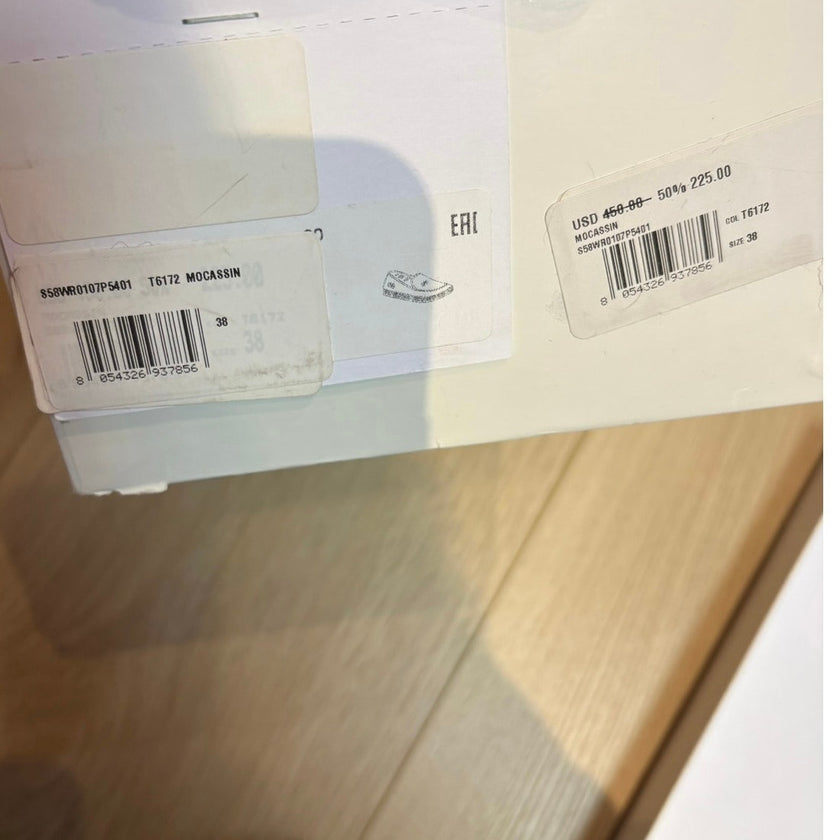 EAC
S58WR0107P5401 T6172 MOCASSIN
38
8 054326 937856
USD 450.00 50% 225.00
MOCASSIN
S58WR0107P5401
COL T6172
SIZE 38
8 054326 937856